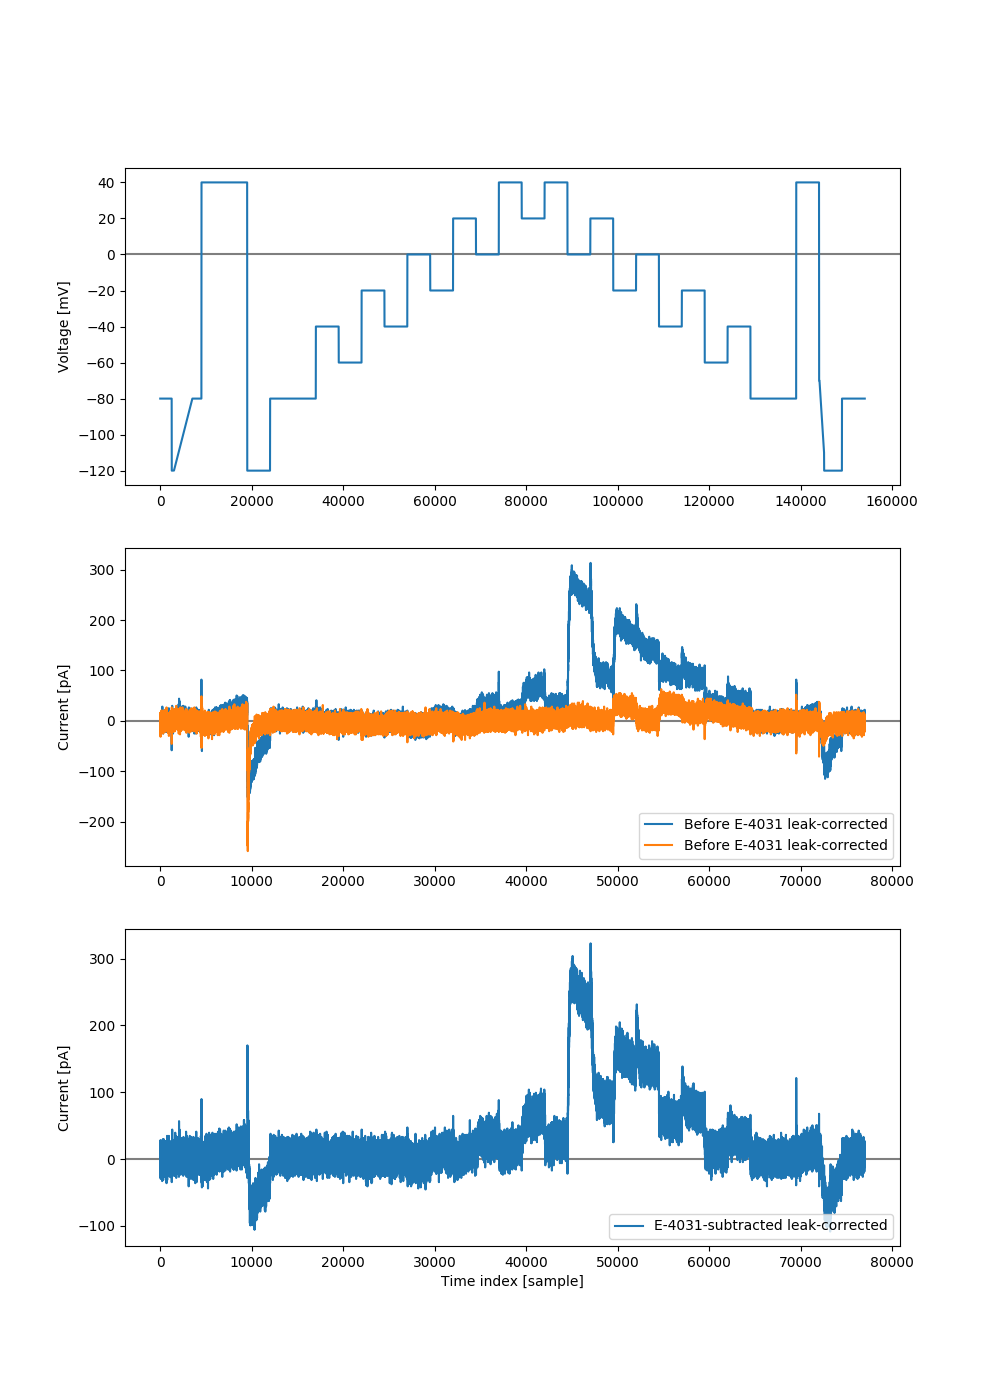 40
20
0
−20
−40
−60
−80
−100
−120
Voltage [mV]
0 20000 40000 60000 80000 100000 120000 140000 160000
300
200
100
0
−100
−200
Current [pA]
Before E-4031 leak-corrected
Before E-4031 leak-corrected
0 10000 20000 30000 40000 50000 60000 70000 80000
300
200
100
0
−100
Current [pA]
E-4031-subtracted leak-corrected
0 10000 20000 30000 40000 50000 60000 70000 80000
Time index [sample]